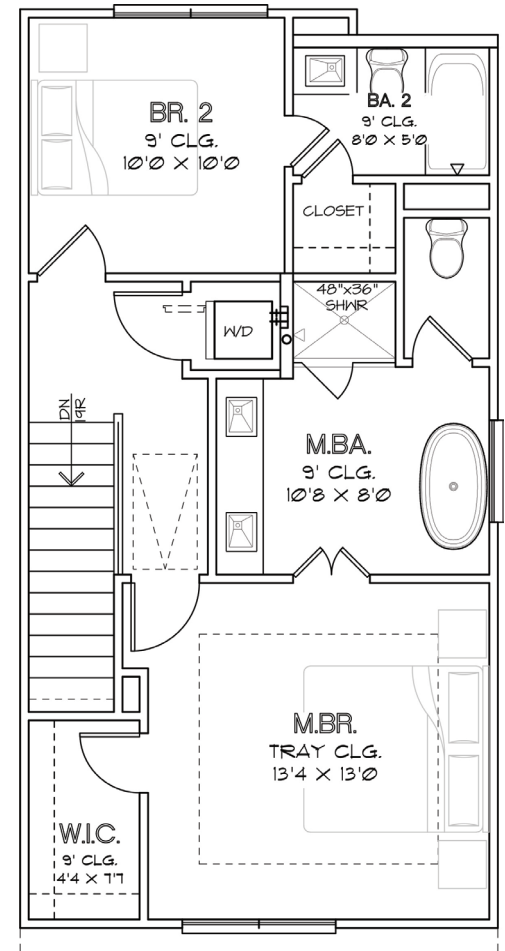 BR. 2
9' CLG.
10'0 X 10'0
BA. 2
9' CLG.
8'0 X 5'0
CLOSET
48"x36"
SHWR
W/D
DN
19R
M.BA.
9' CLG.
10'8 X 8'0
M.BR.
TRAY CLG.
13'4 X 13'0
W.I.C.
9' CLG.
4'4 X 7'7